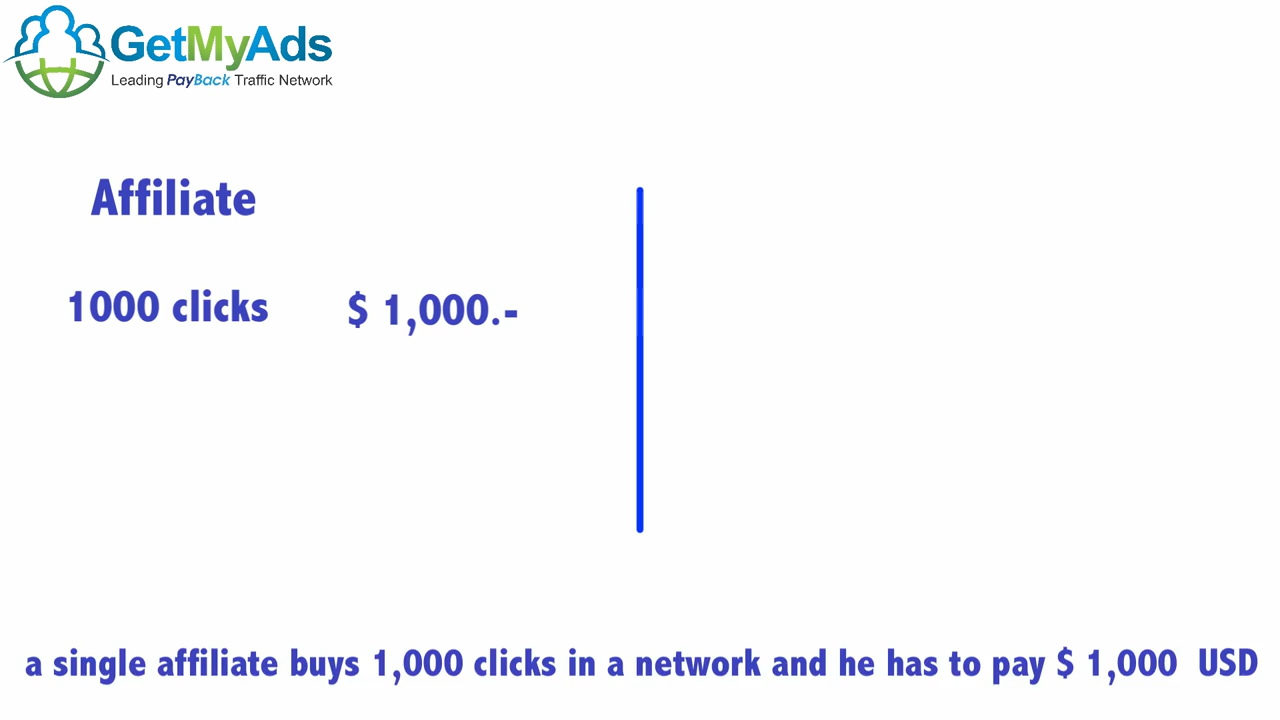 GetMyAds
Leading PayBack Traffic Network
Affiliate
1000 clicks $ 1,000.-
a single affiliate buys 1,000 clicks in a network and he has to pay $ 1,000 USD